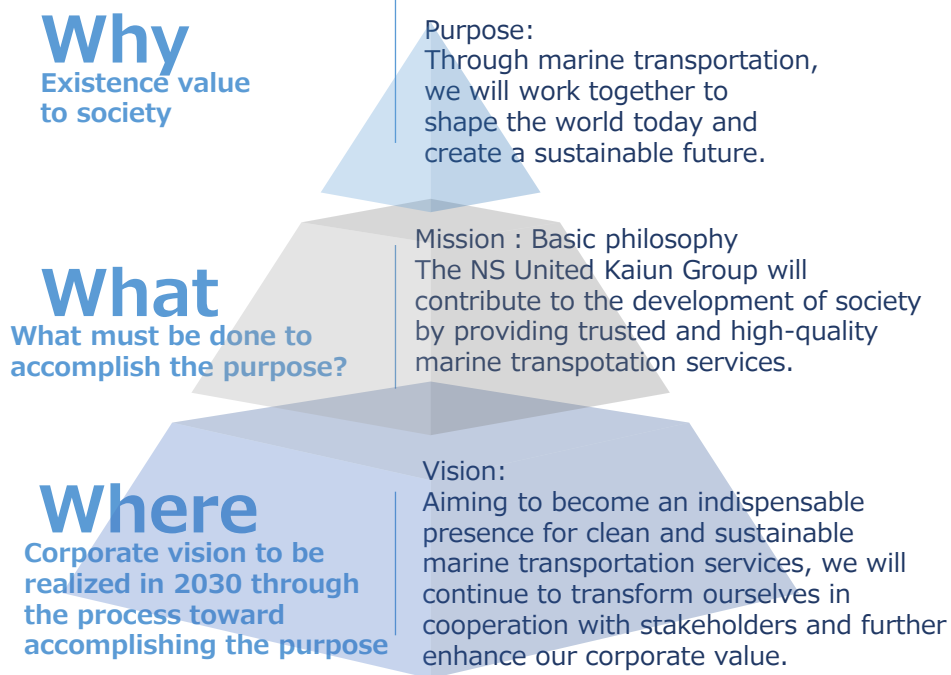 Why
Existence value
to society
Purpose:
Through marine transportation,
we will work together to
shape the world today and
create a sustainable future.
What
What must be done to
accomplish the purpose?
Mission : Basic philosophy
The NS United Kaiun Group will
contribute to the development of society
by providing trusted and high-quality
marine transpotation services.
Where
Corporate vision to be
realized in 2030 through
the process toward
accomplishing the purpose
Vision:
Aiming to become an indispensable
presence for clean and sustainable
marine transportation services, we will
continue to transform ourselves in
cooperation with stakeholders and further
enhance our corporate value.